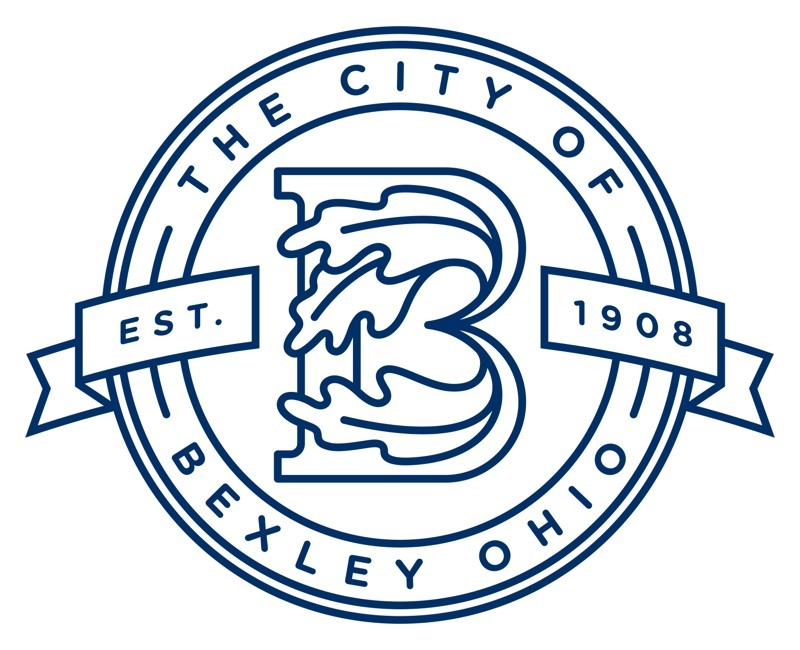 THE CITY OF
EST.
B
1908
BEXLEY OHIO